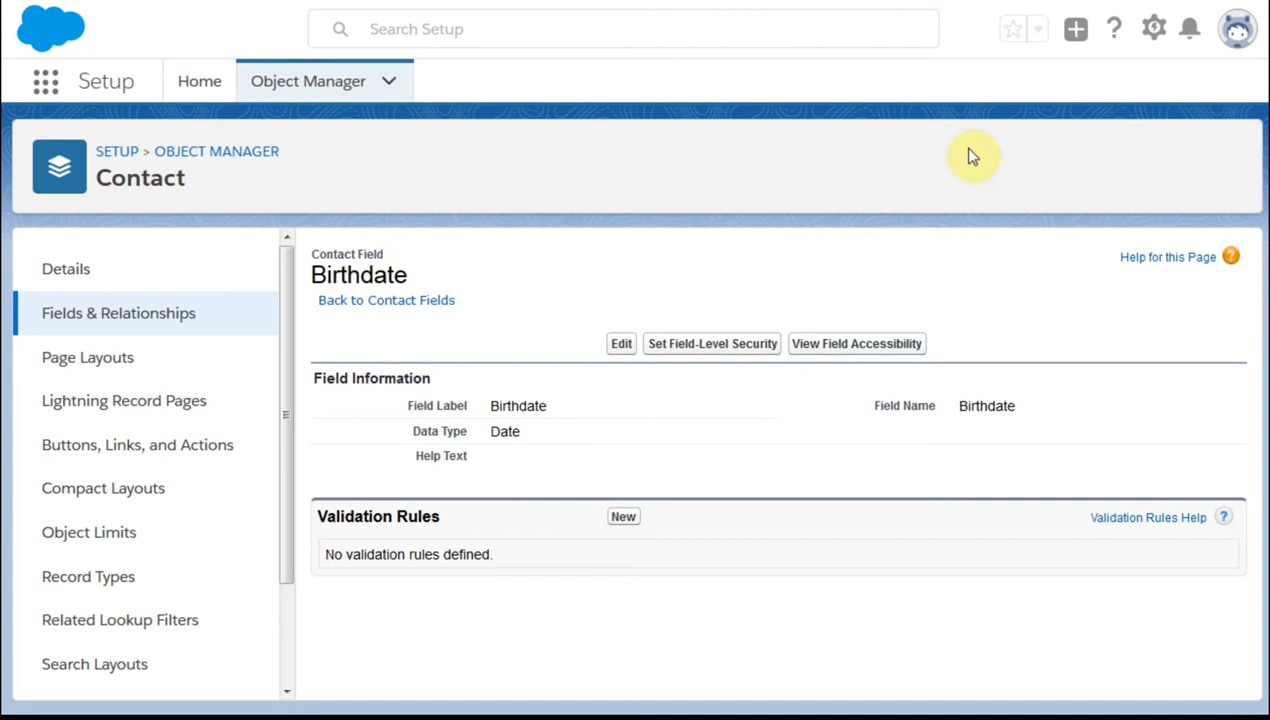 Search Setup
Setup
Home
Object Manager
SETUP > OBJECT MANAGER
Contact
Details
Fields & Relationships
Page Layouts
Lightning Record Pages
Buttons, Links, and Actions
Compact Layouts
Object Limits
Record Types
Related Lookup Filters
Search Layouts
Contact Field
Birthdate
Back to Contact Fields
Help for this Page ?
Edit
Set Field-Level Security
View Field Accessibility
Field Information
Field Label Birthdate
Field Name Birthdate
Data Type Date
Help Text
Validation Rules
New
Validation Rules Help ?
No validation rules defined.